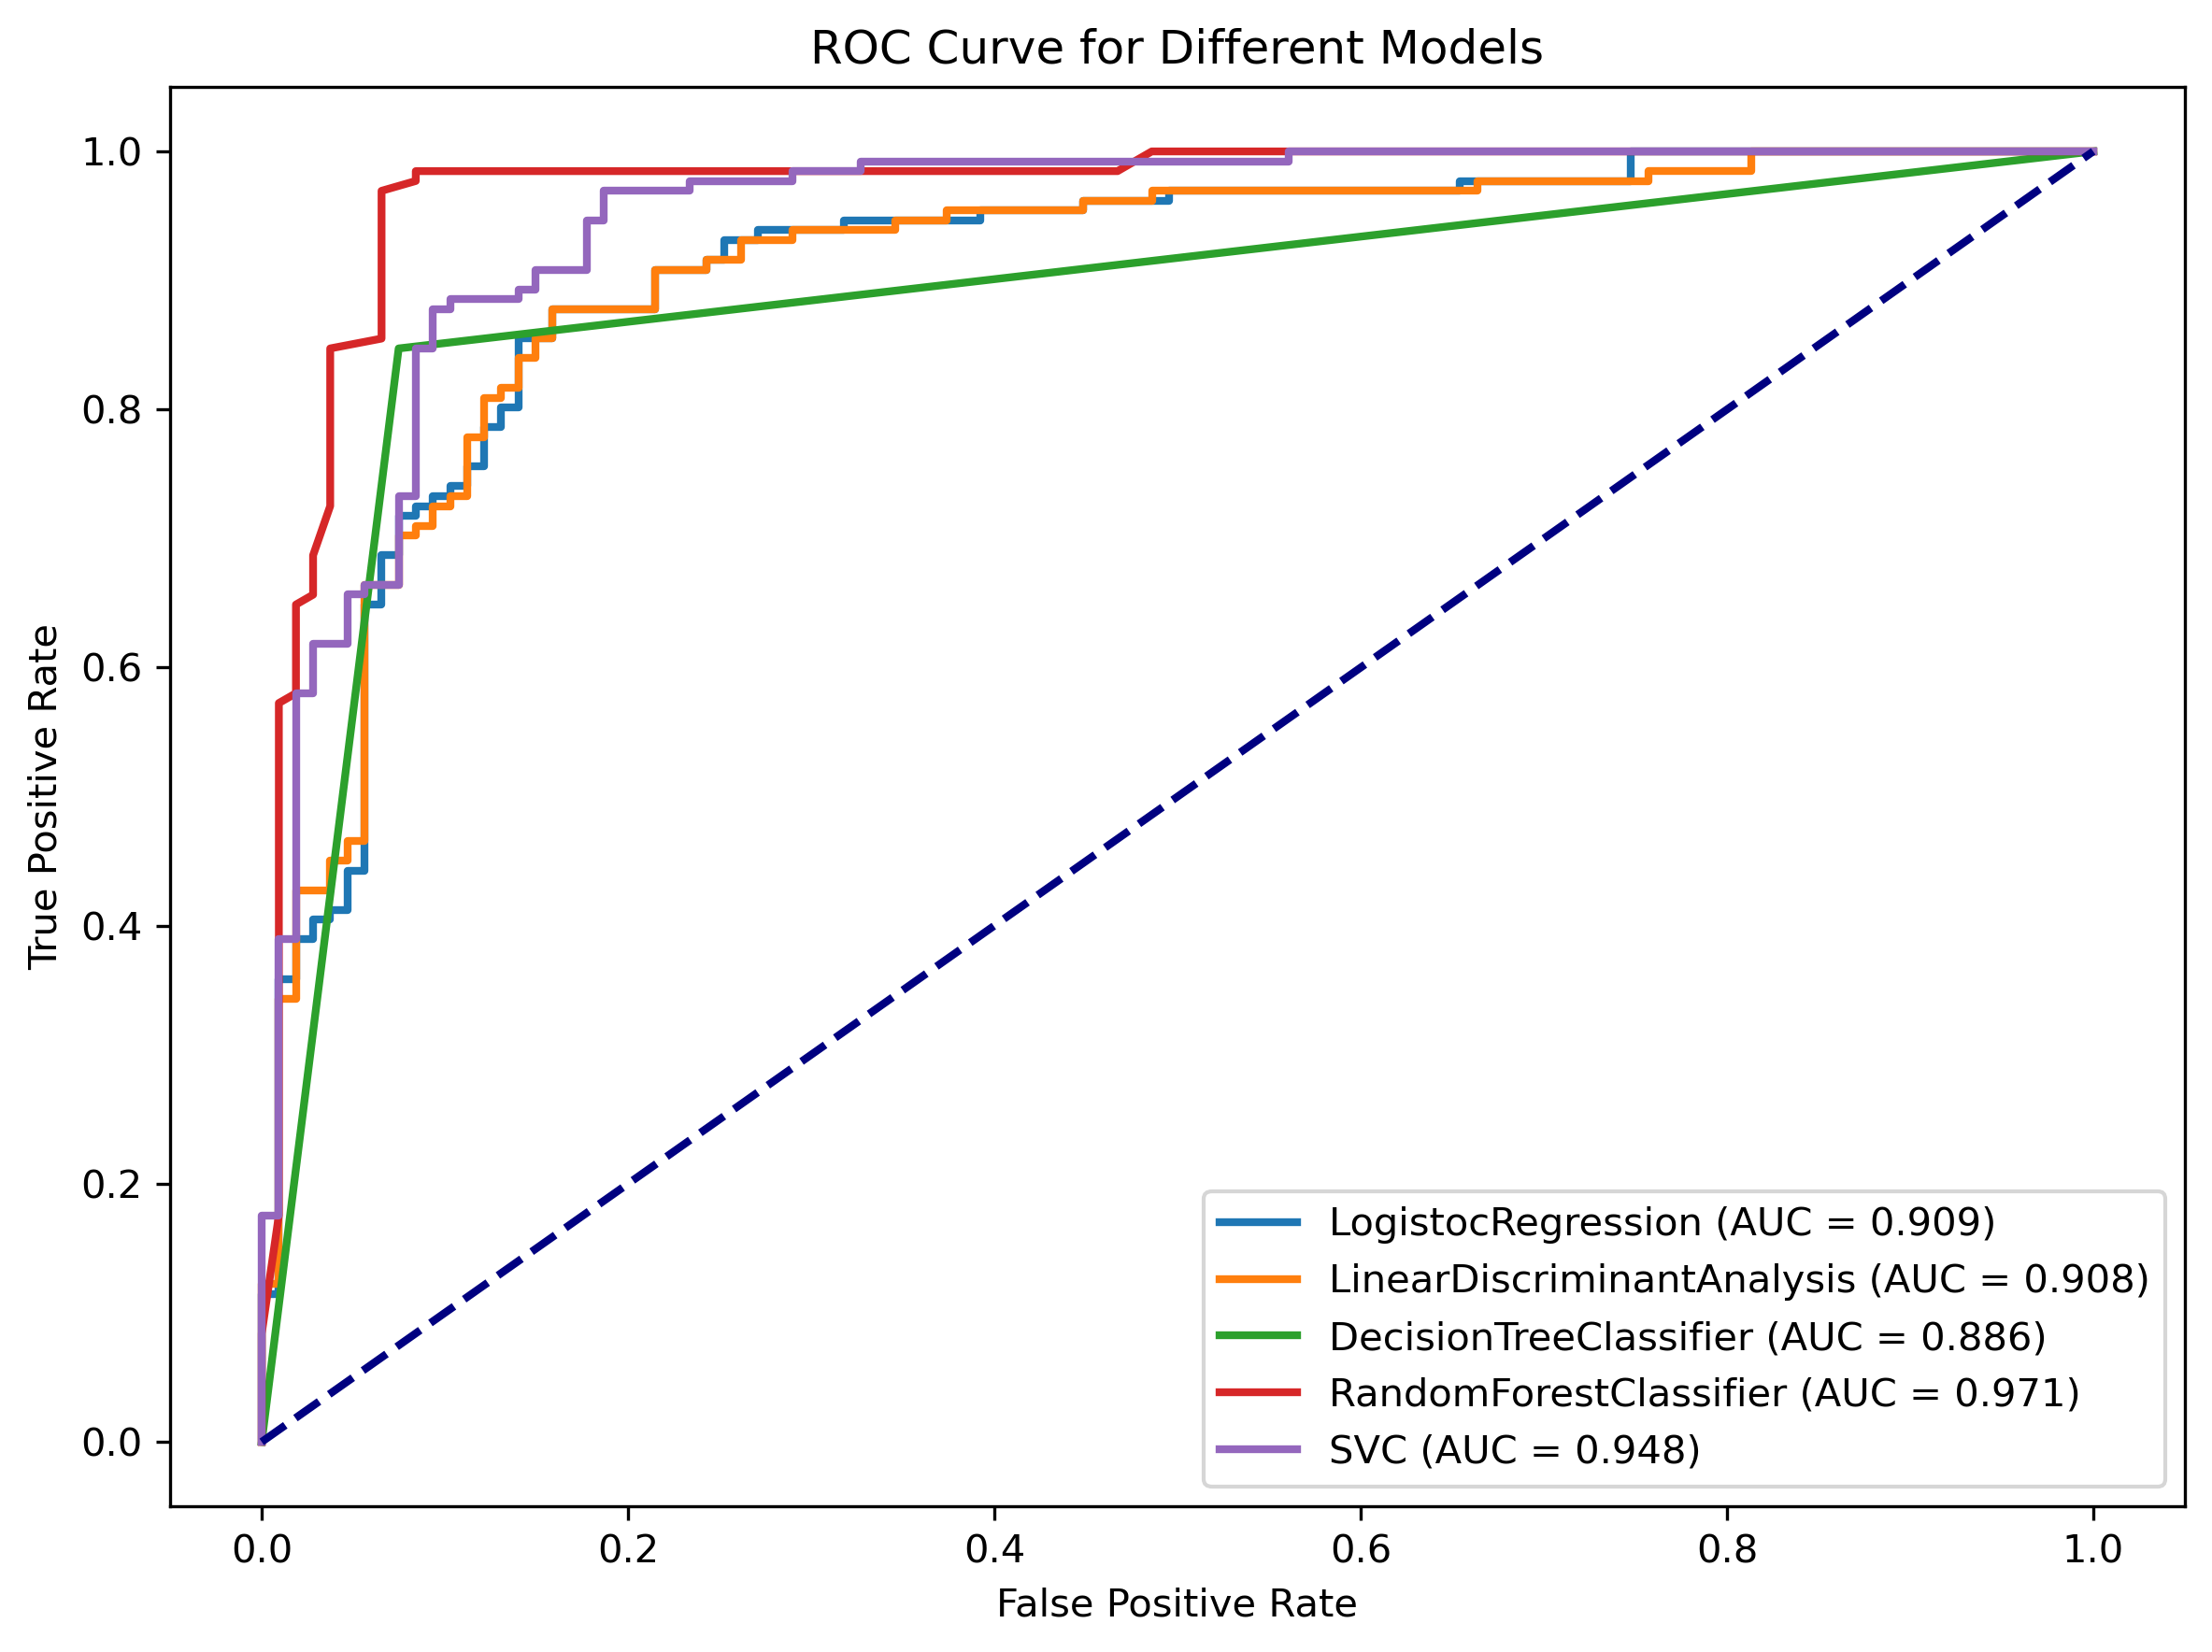 ROC Curve for Different Models
True Positive Rate
1.0
0.8
0.6
0.4
0.2
0.0
LogistocRegression (AUC = 0.909)
LinearDiscriminantAnalysis (AUC = 0.908)
DecisionTreeClassifier (AUC = 0.886)
RandomForestClassifier (AUC = 0.971)
SVC (AUC = 0.948)
0.0 0.2 0.4 0.6 0.8 1.0
False Positive Rate